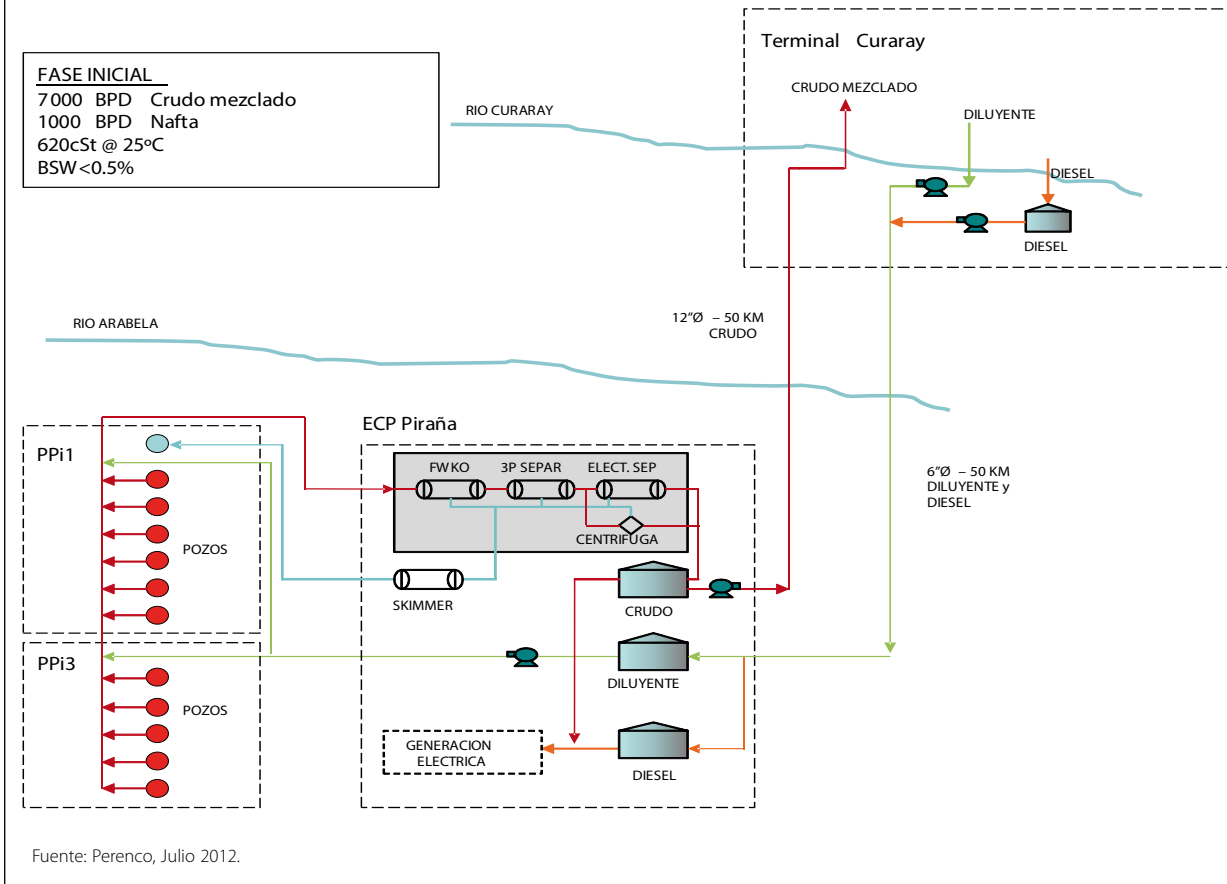 FASE INICIAL
7000 BPD Crudo mezclado
1000 BPD Nafta
620cSt @ 25ºC
BSW<0.5%
Terminal Curaray
CRUDO MEZCLADO
RIO CURARAY
DILUYENTE
DIESEL
DIESEL
12”Ø – 50 KM
CRUDO
RIO ARABELA
6”Ø – 50 KM
DILUYENTE y
DIESEL
ECP Piraña
PPi1
POZOS
FWKO
3P SEPAR
ELECT. SEP
CENTRIFUGA
SKIMMER
CRUDO
PPi3
POZOS
DILUYENTE
GENERACION
ELECTRICA
DIESEL
Fuente: Perenco, Julio 2012.